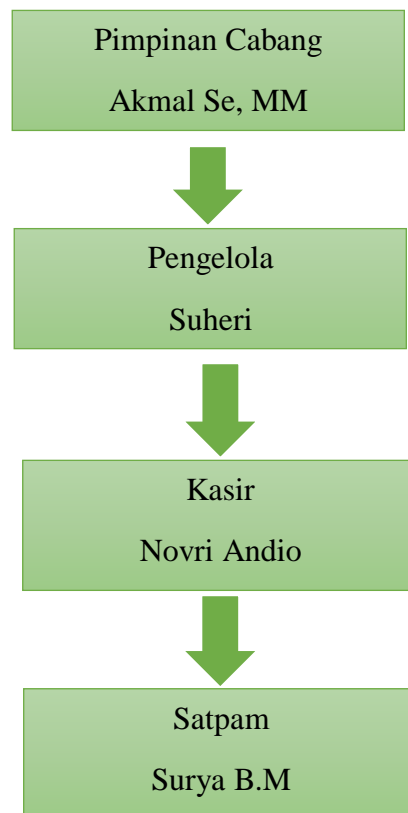 Pimpinan Cabang
Akmal Se, MM
Pengelola
Suheri
Kasir
Novri Andio
Satpam
Surya B.M